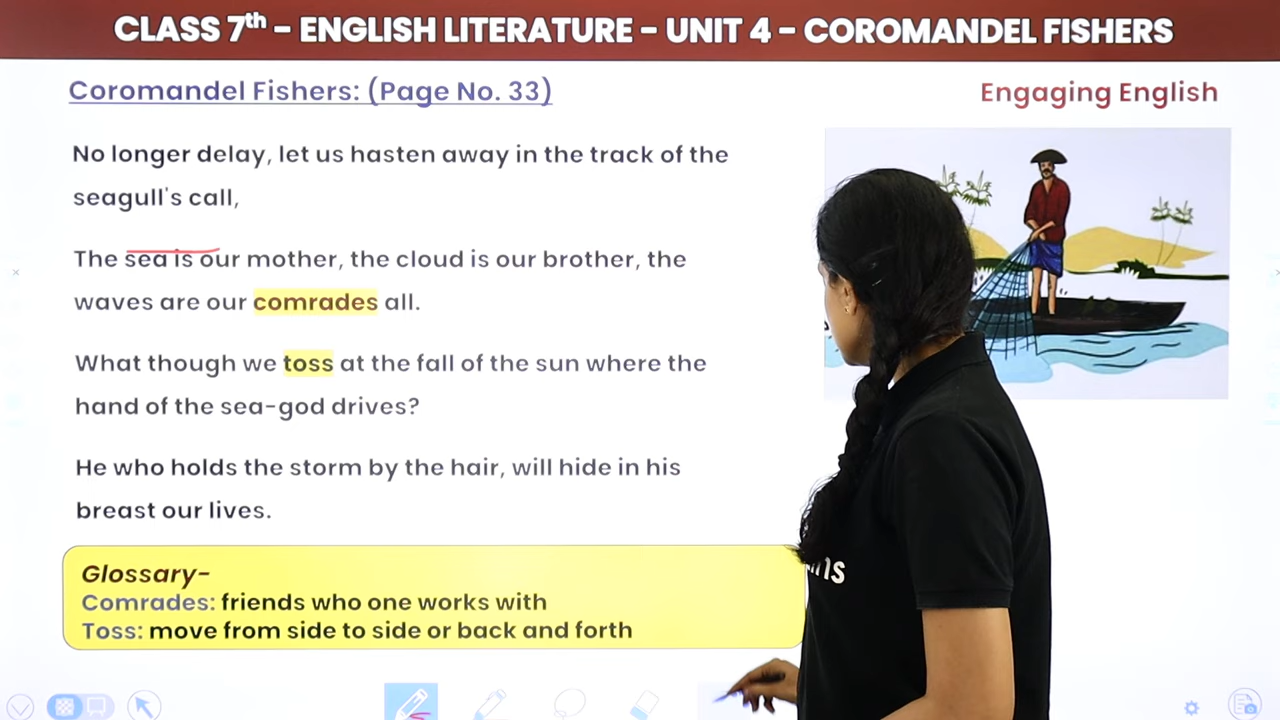 CLASS 7th – ENGLISH LITERATURE – UNIT 4 – COROMANDEL FISHERS
Coromandel Fishers: (Page No. 33)
Engaging English
No longer delay, let us hasten away in the track of the
seagull's call,
The sea is our mother, the cloud is our brother, the
waves are our comrades all.
What though we toss at the fall of the sun where the
hand of the sea-god drives?
He who holds the storm by the hair, will hide in his
breast our lives.
Glossary-
Comrades: friends who one works with
Toss: move from side to side or back and forth